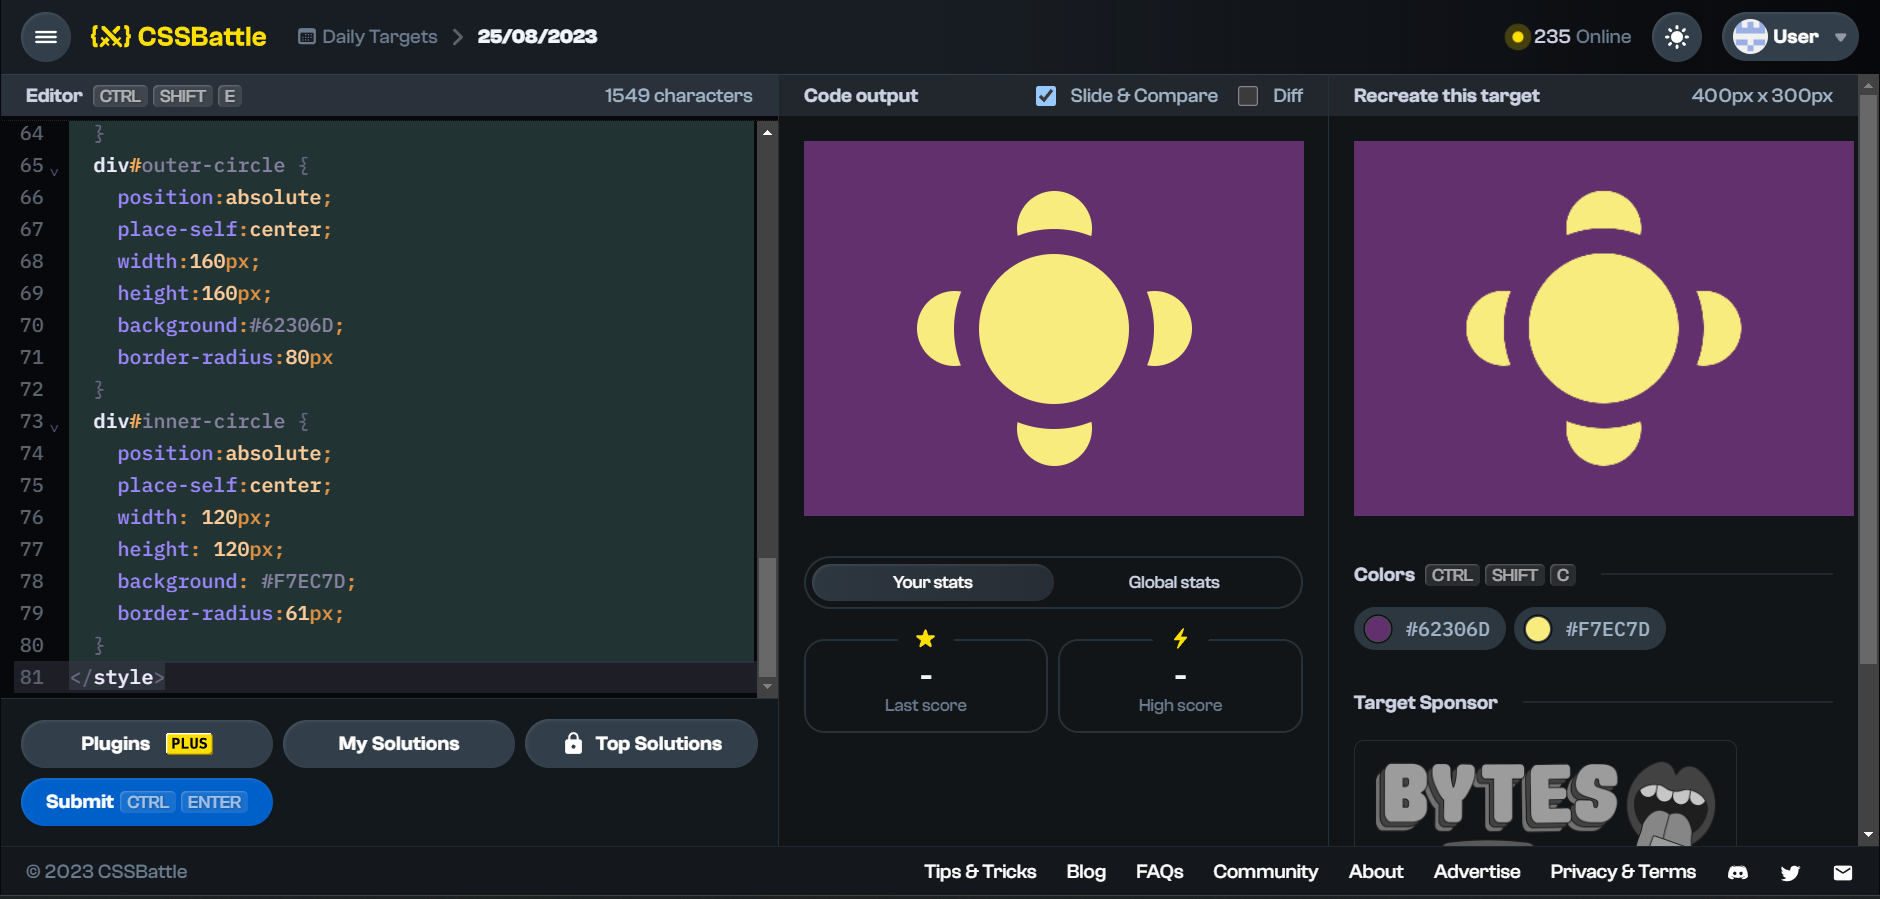 {X} CSSBattle Daily Targets > 25/08/2023 235 Online User
Editor CTRL SHIFT E 1549 characters
64 }
65 div#outer-circle {
66 position:absolute;
67 place-self:center;
68 width:160px;
69 height:160px;
70 background:#62306D;
71 border-radius:80px
72 }
73 div#inner-circle {
74 position:absolute;
75 place-self:center;
76 width: 120px;
77 height: 120px;
78 background: #F7EC7D;
79 border-radius:61px;
80 }
81 </style>
Plugins PLUS My Solutions Top Solutions
Submit CTRL ENTER
Code output Slide & Compare Diff
Your stats Global stats
- -
Last score High score
Recreate this target 400px x 300px
Colors CTRL SHIFT C
#62306D #F7EC7D
Target Sponsor
BYTES
© 2023 CSSBattle Tips & Tricks Blog FAQs Community About Advertise Privacy & Terms